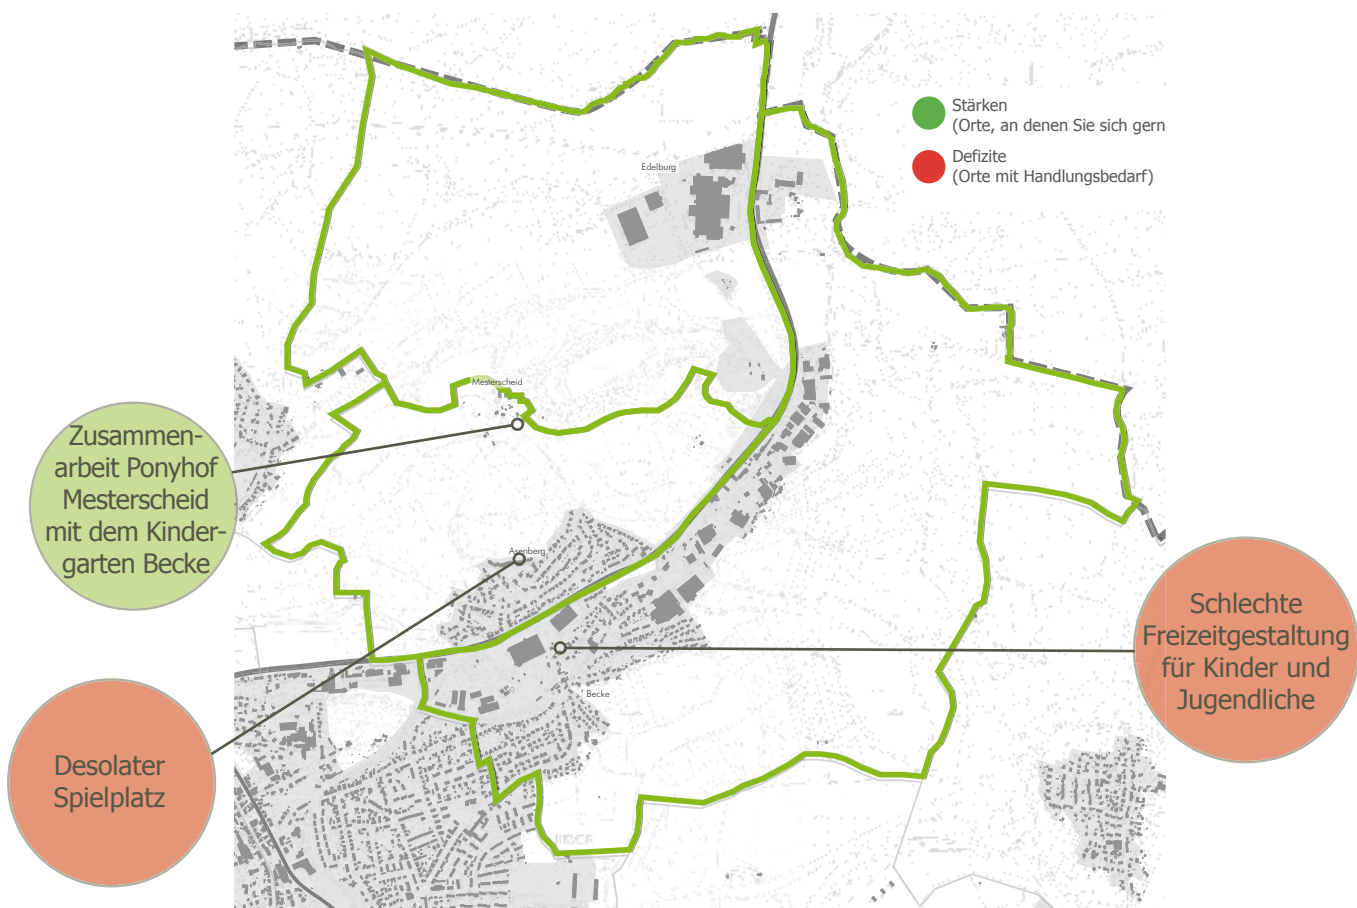 Stärken
(Orte, an denen Sie sich gern
Defizite
(Orte mit Handlungsbedarf)
Edelburg
Mesterscheid
Zusammen-
arbeit Ponyhof
Mesterscheid
mit dem Kinder-
garten Becke
Asenberg
Schlechte
Freizeitgestaltung
für Kinder und
Jugendliche
Becke
Desolater
Spielplatz